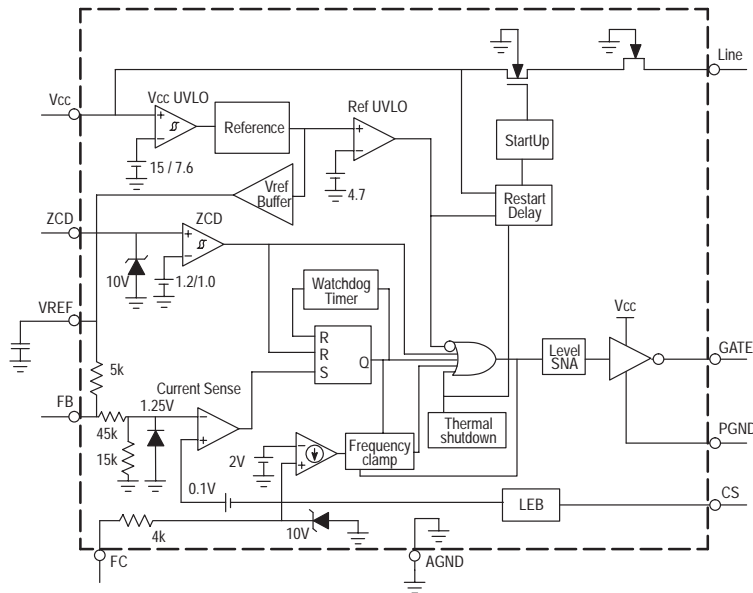 Line
Vcc
Vcc UVLO
Reference
Ref UVLO
StartUp
15 / 7.6
Vref
Buffer
4.7
Restart
Delay
ZCD
ZCD
10V
1.2/1.0
Watchdog
Timer
VREF
R
R
S
Q
Vcc
Level
SNA
GATE
5k
Current Sense
FB
1.25V
45k
15k
2V
Frequency
clamp
Thermal
shutdown
PGND
0.1V
LEB
CS
4k
10V
FC
AGND